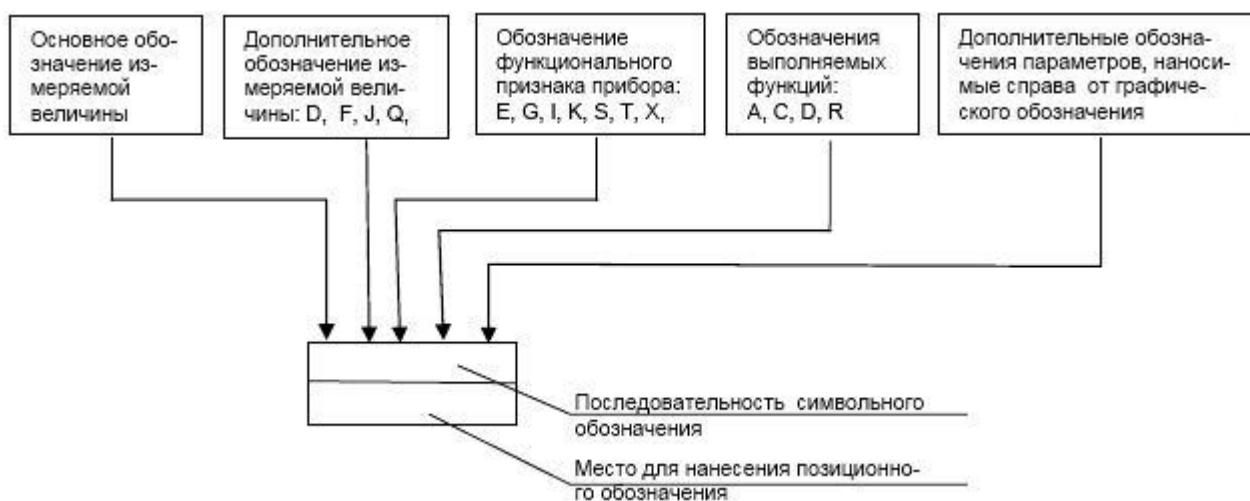 Основное обо-
значение из-
меряемой
величины
Дополнительное
обозначение из-
меряемой вели-
чины: D, F, J, Q,
Обозначение
функционального
признака прибора:
E, G, I, K, S, T, X,
Обозначения
выполняемых
функций:
A, C, D, R
Дополнительные обозна-
чения параметров, наноси-
мые справа от графиче-
ского обозначения
Последовательность символьного
обозначения
Место для нанесения позиционно-
го обозначения